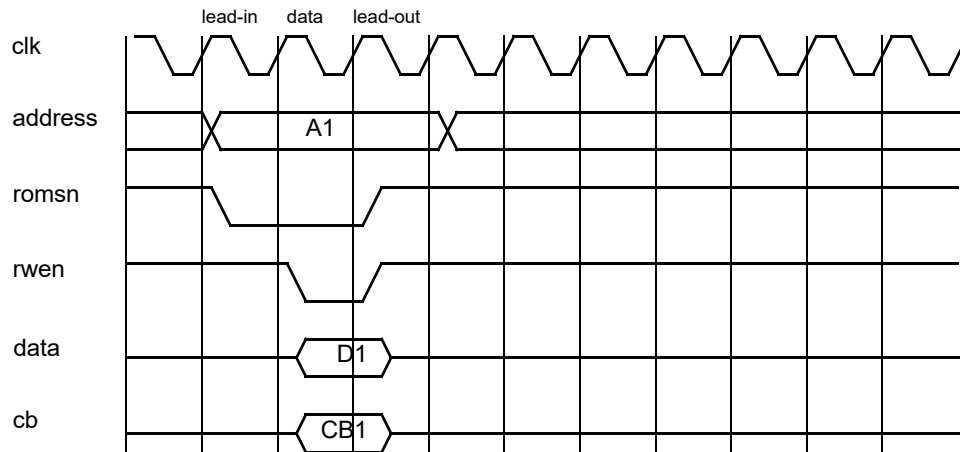 lead-in data lead-out
clk
address A1
romsn
rwen
data D1
cb CB1